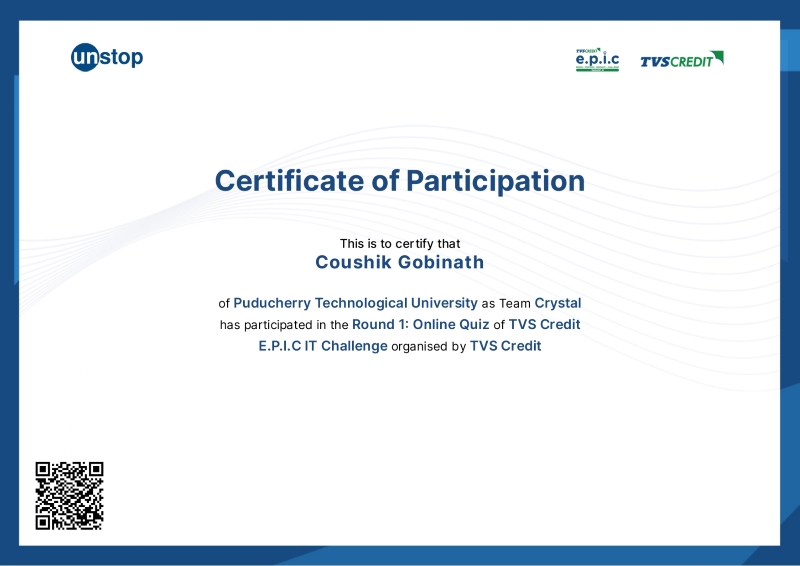 unstop
TVS CREDIT
e.p.i.c
TVS CREDIT
Certificate of Participation
This is to certify that
Coushik Gobinath
of Puducherry Technological University as Team Crystal
has participated in the Round 1: Online Quiz of TVS Credit
E.P.I.C IT Challenge organised by TVS Credit